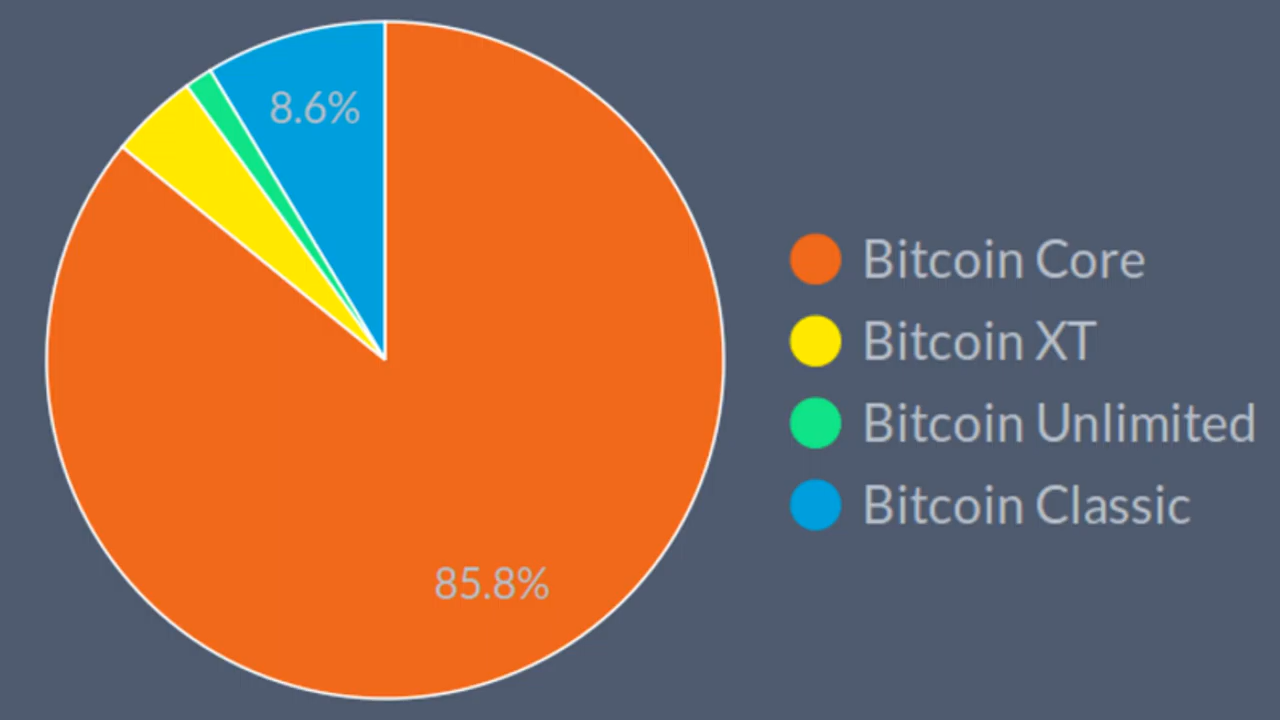 8.6%
Bitcoin Core
Bitcoin XT
Bitcoin Unlimited
Bitcoin Classic
85.8%